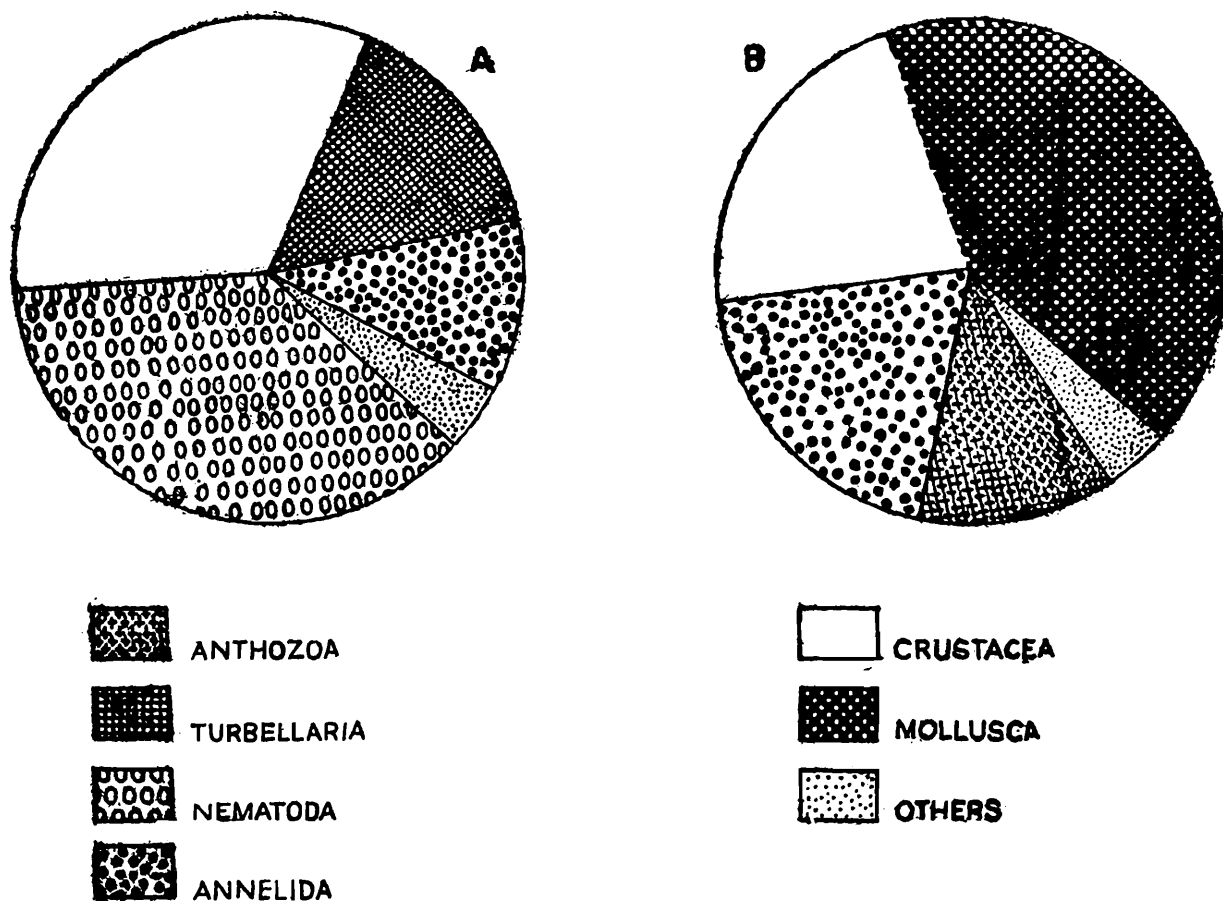 A
B
ANTHOZOA
TURBELLARIA
NEMATODA
ANNELIDA
CRUSTACEA
MOLLUSCA
OTHERS